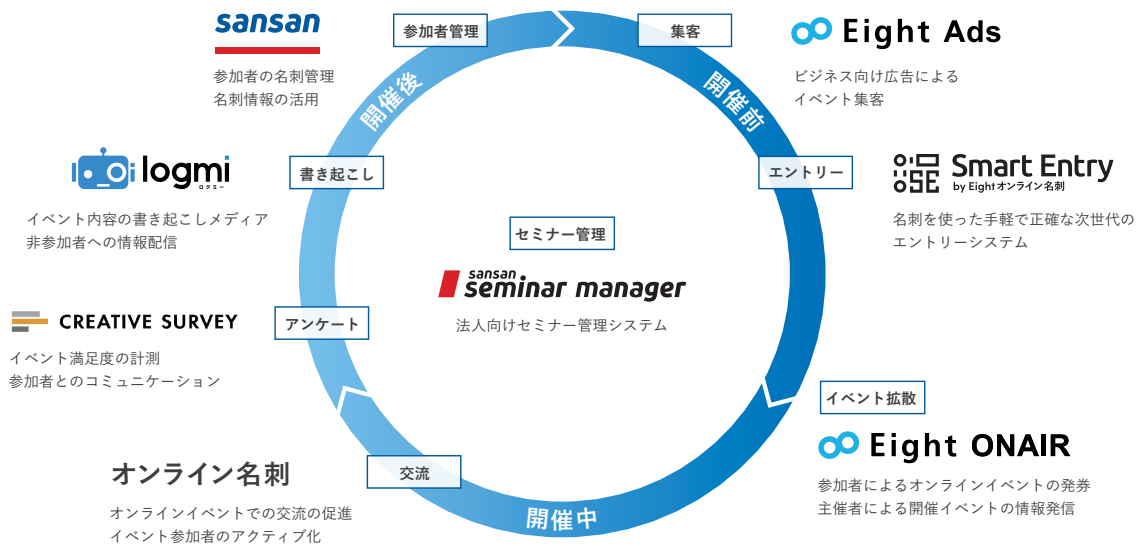 sansan
参加者の名刺管理
名刺情報の活用
参加者管理
集客
Eight Ads
ビジネス向け広告による
イベント集客
開催後
開催前
logmi
ログミー
イベント内容の書き起こしメディア
非参加者への情報配信
書き起こし
エントリー
Smart Entry
by Eightオンライン名刺
名刺を使った手軽で正確な次世代の
エントリーシステム
セミナー管理
sansan
seminar manager
法人向けセミナー管理システム
CREATIVE SURVEY
イベント満足度の計測
参加者とのコミュニケーション
アンケート
イベント拡散
Eight ONAIR
参加者によるオンラインイベントの発券
主催者による開催イベントの情報発信
オンライン名刺
オンラインイベントでの交流の促進
イベント参加者のアクティブ化
交流
開催中